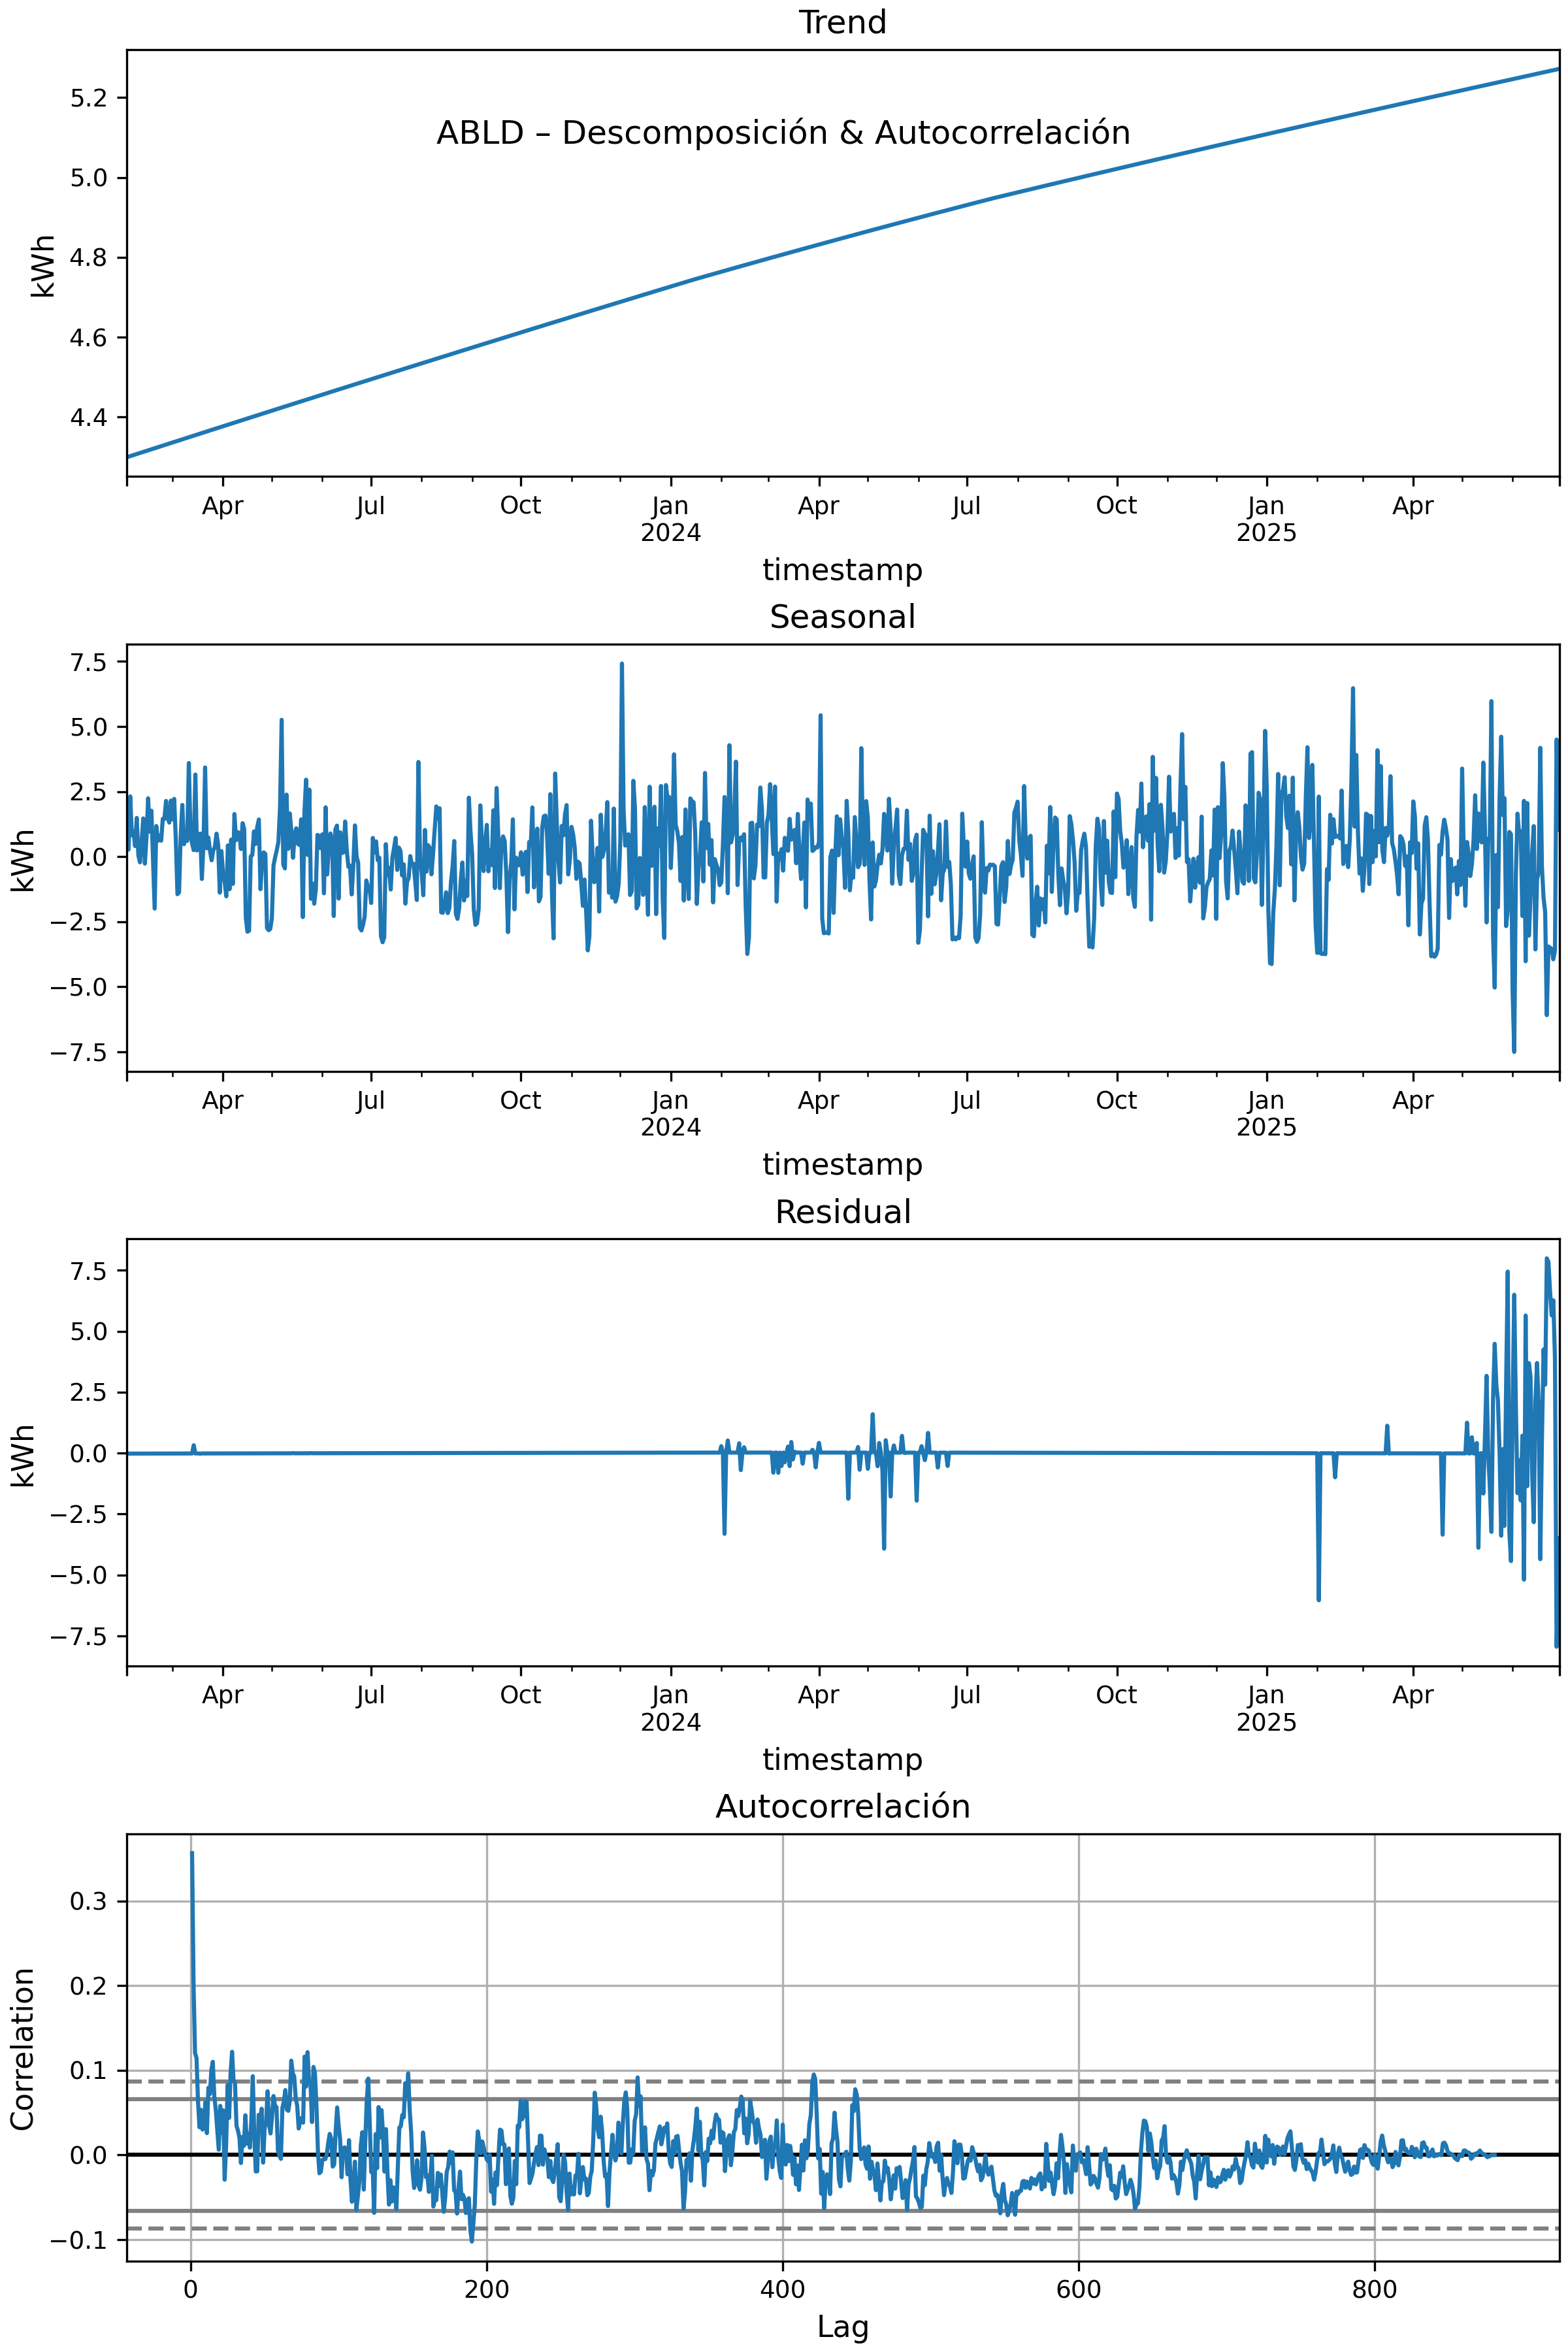 Trend
5.2
ABLD – Descomposición & Autocorrelación
5.0
4.8
kWh
4.6
4.4
Apr Jul Oct Jan Apr Jul Oct Jan Apr
2024 2025
timestamp
Seasonal
7.5
5.0
2.5
kWh
0.0
−2.5
−5.0
−7.5
Apr Jul Oct Jan Apr Jul Oct Jan Apr
2024 2025
timestamp
Residual
7.5
5.0
2.5
kWh
0.0
−2.5
−5.0
−7.5
Apr Jul Oct Jan Apr Jul Oct Jan Apr
2024 2025
timestamp
Autocorrelación
0.3
0.2
Correlation
0.1
0.0
−0.1
0 200 400 600 800
Lag